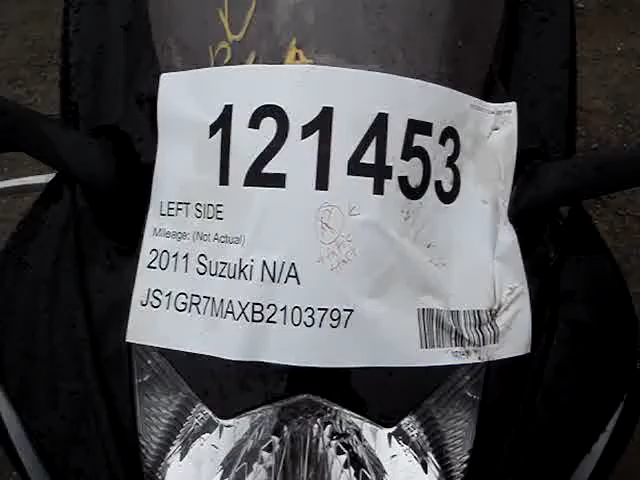 121453
LEFT SIDE
Mileage: (Not Actual)
2011 Suzuki N/A
JS1GR7MAXB2103797